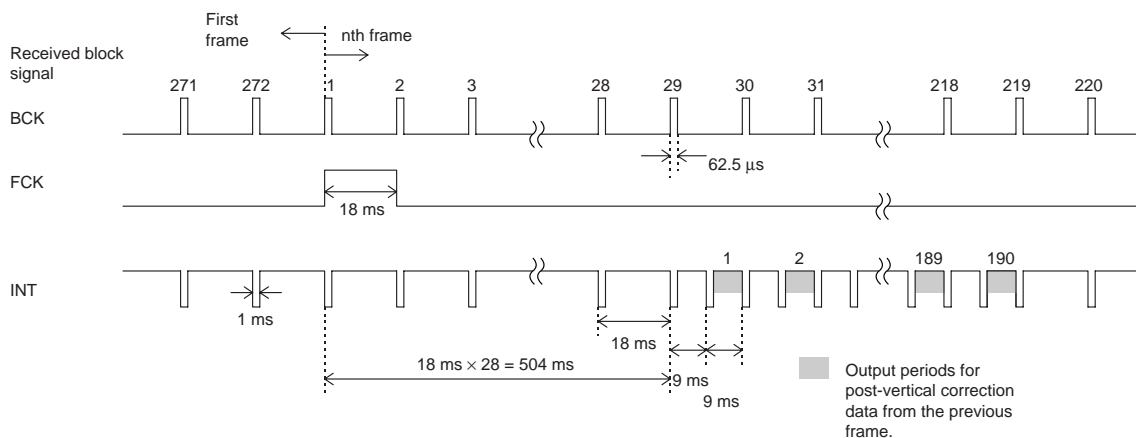 First
frame
nth frame
Received block
signal
271 272 1 2 3 28 29 30 31 218 219 220
BCK
62.5 μs
FCK
18 ms
1 2 189 190
INT
1 ms
18 ms
18 ms × 28 = 504 ms
9 ms
9 ms
Output periods for
post-vertical correction
data from the previous
frame.